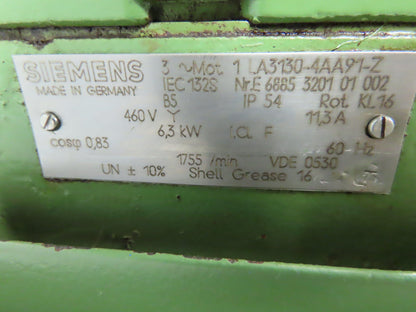 SIEMENS 3 ~Mot. 1 LA3130-4AA91-Z
MADE IN GERMANY IEC 132S Nr.E 6885 3201 01 002
B5 IP 54 Rot. KL 16
460 V Y 11,3 A
6,3 kW I.CL. F
cosφ 0,83 60 Hz
1755 /min VDE 0530
UN ± 10% Shell Grease 16